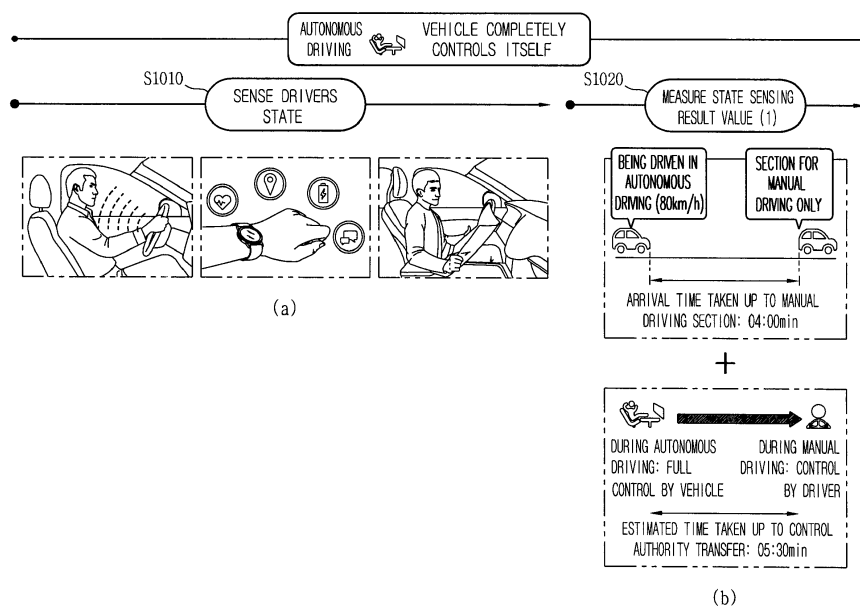 AUTONOMOUS
DRIVING
VEHICLE COMPLETELY
CONTROLS ITSELF
S1010
SENSE DRIVERS
STATE
S1020
MEASURE STATE SENSING
RESULT VALUE (1)
BEING DRIVEN IN
AUTONOMOUS
DRIVING (80km/h)
SECTION FOR
MANUAL
DRIVING ONLY
ARRIVAL TIME TAKEN UP TO MANUAL
DRIVING SECTION: 04:00min
(a)
+
DURING AUTONOMOUS
DRIVING: FULL
CONTROL BY VEHICLE
DURING MANUAL
DRIVING: CONTROL
BY DRIVER
ESTIMATED TIME TAKEN UP TO CONTROL
AUTHORITY TRANSFER: 05:30min
(b)